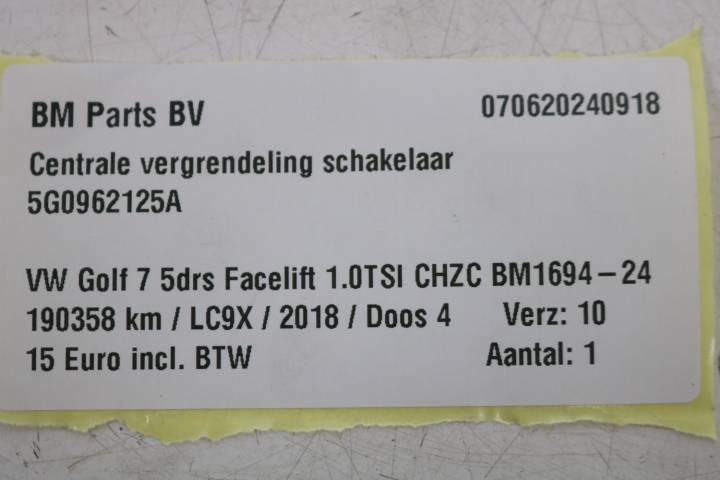 BM Parts BV 070620240918
Centrale vergrendeling schakelaar
5G0962125A
VW Golf 7 5drs Facelift 1.0TSI CHZC BM1694-24
190358 km / LC9X / 2018 / Doos 4 Verz: 10
15 Euro incl. BTW Aantal: 1